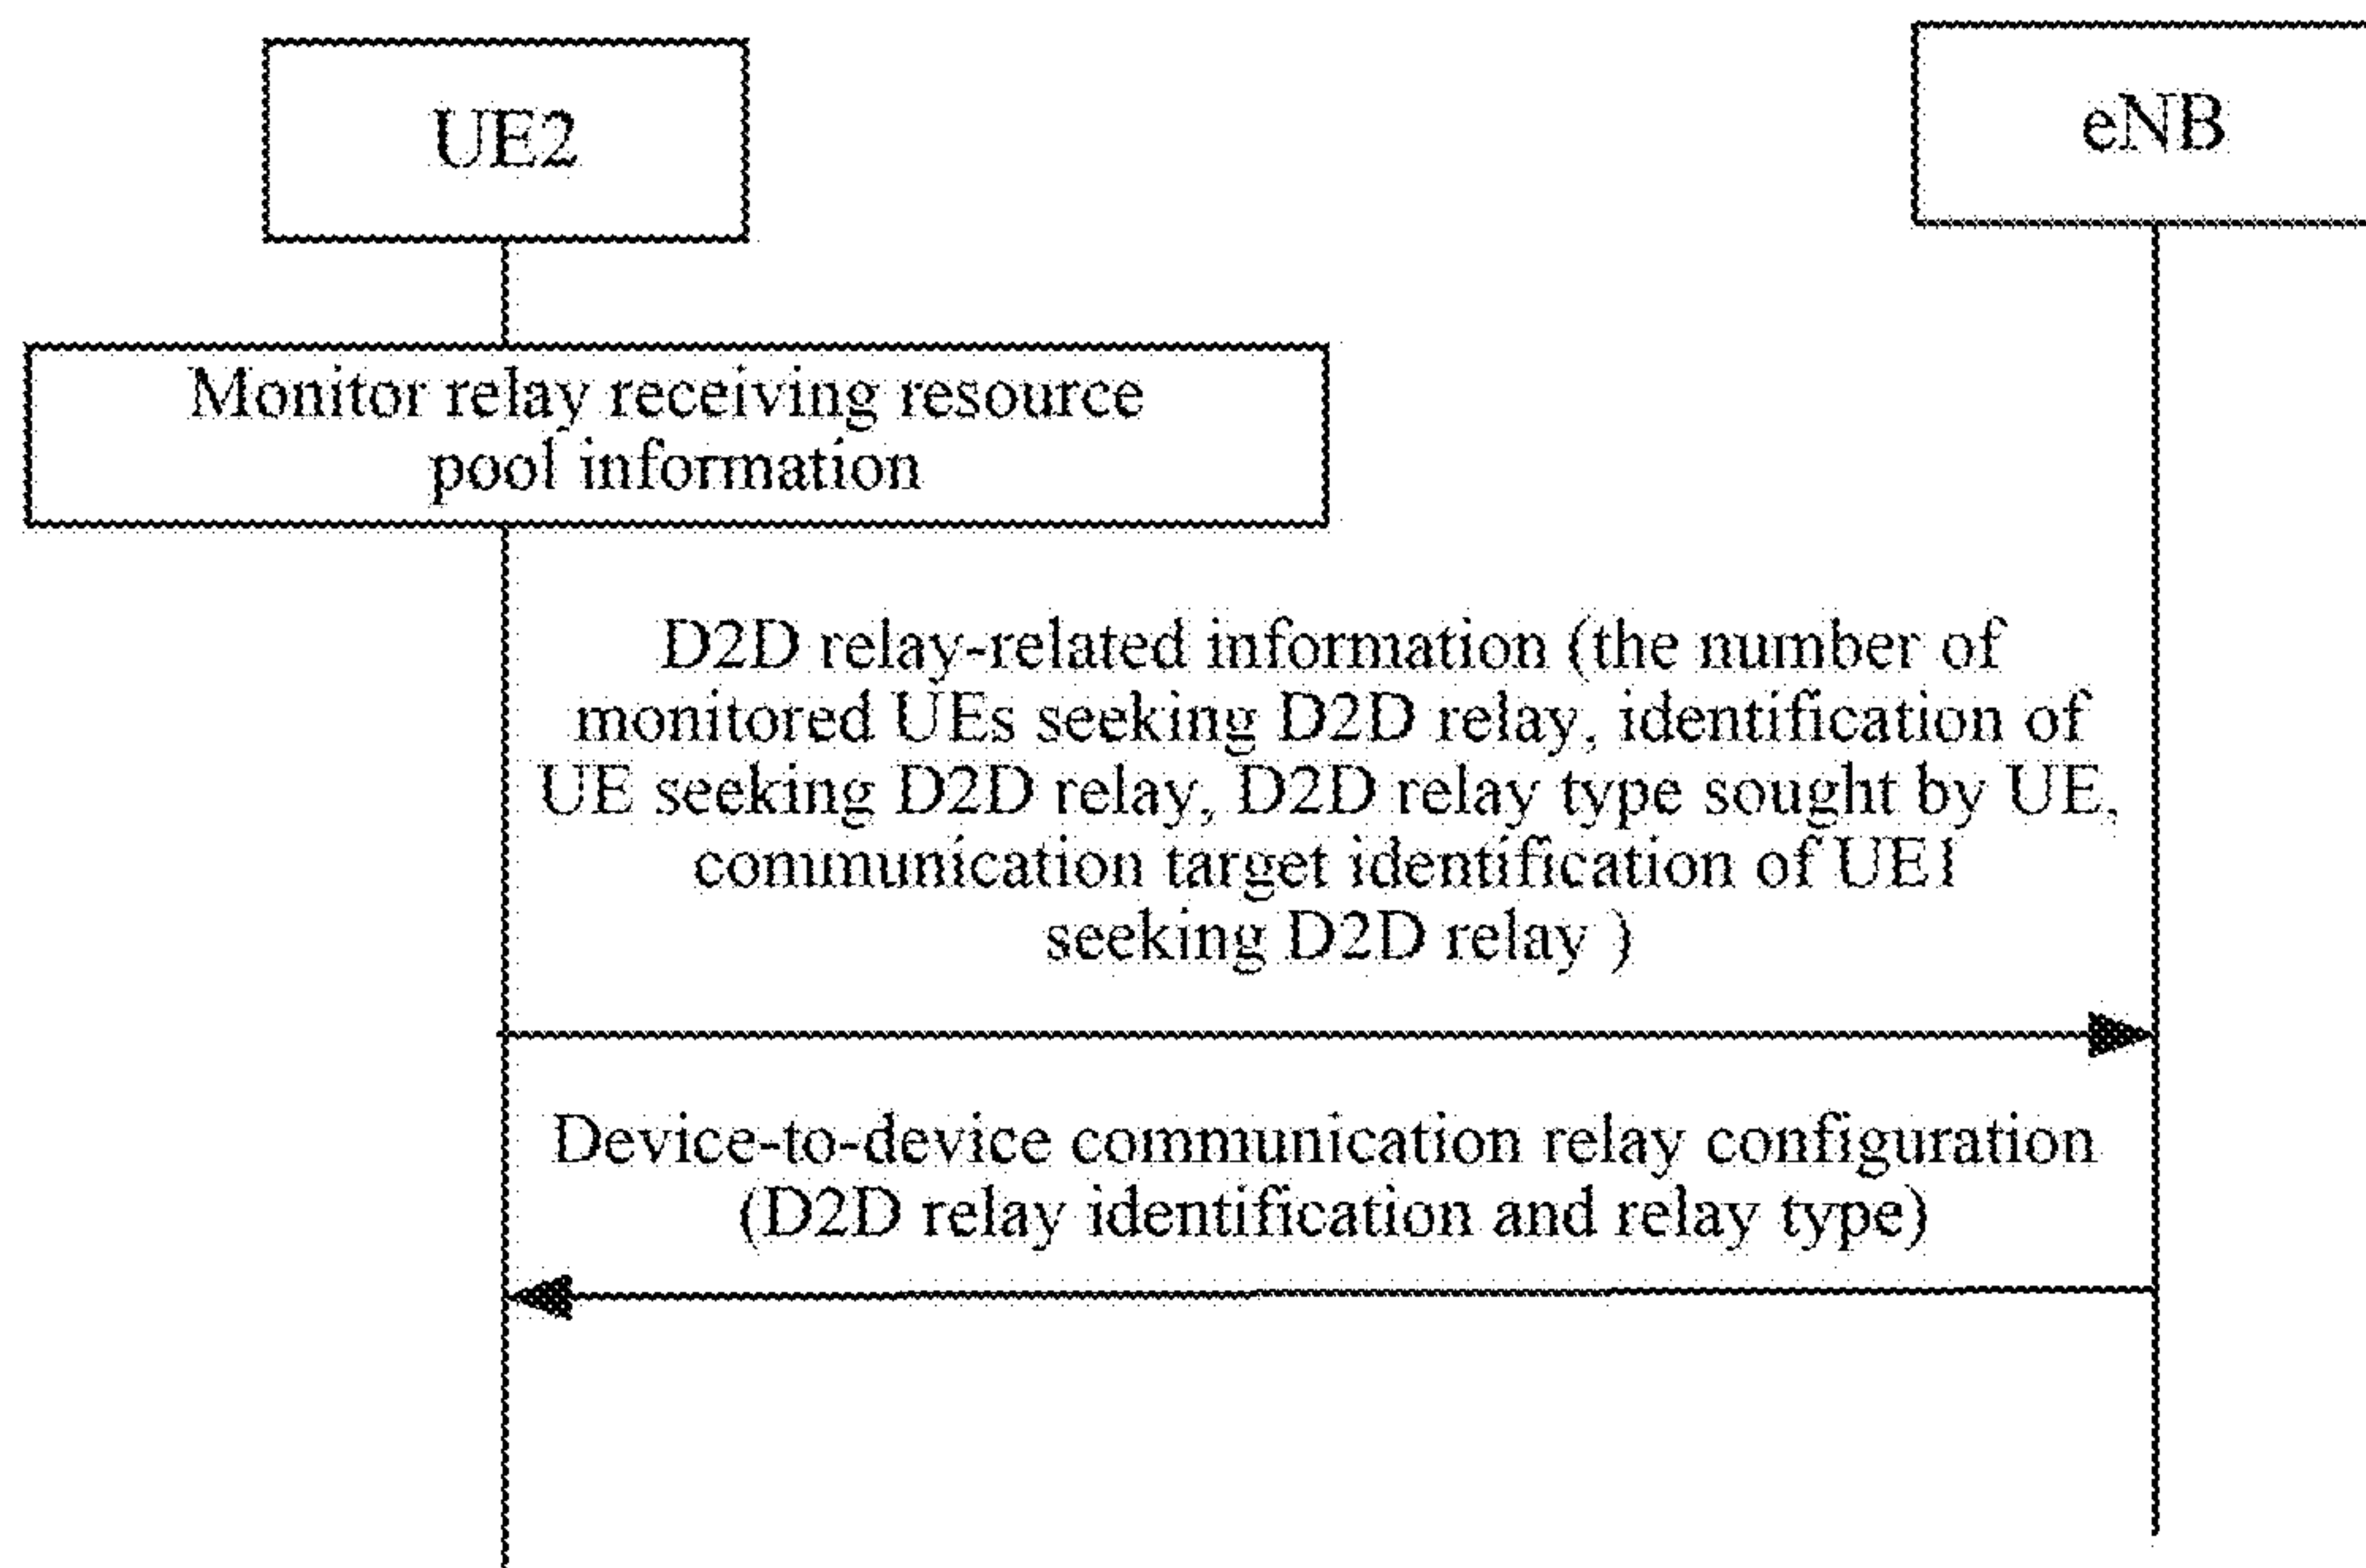 UE2
eNB
Monitor relay receiving resource
pool information
D2D relay-related information (the number of
monitored UEs seeking D2D relay, identification of
UE seeking D2D relay, D2D relay type sought by UE,
communication target identification of UE1
seeking D2D relay )
Device-to-device communication relay configuration
(D2D relay identification and relay type)